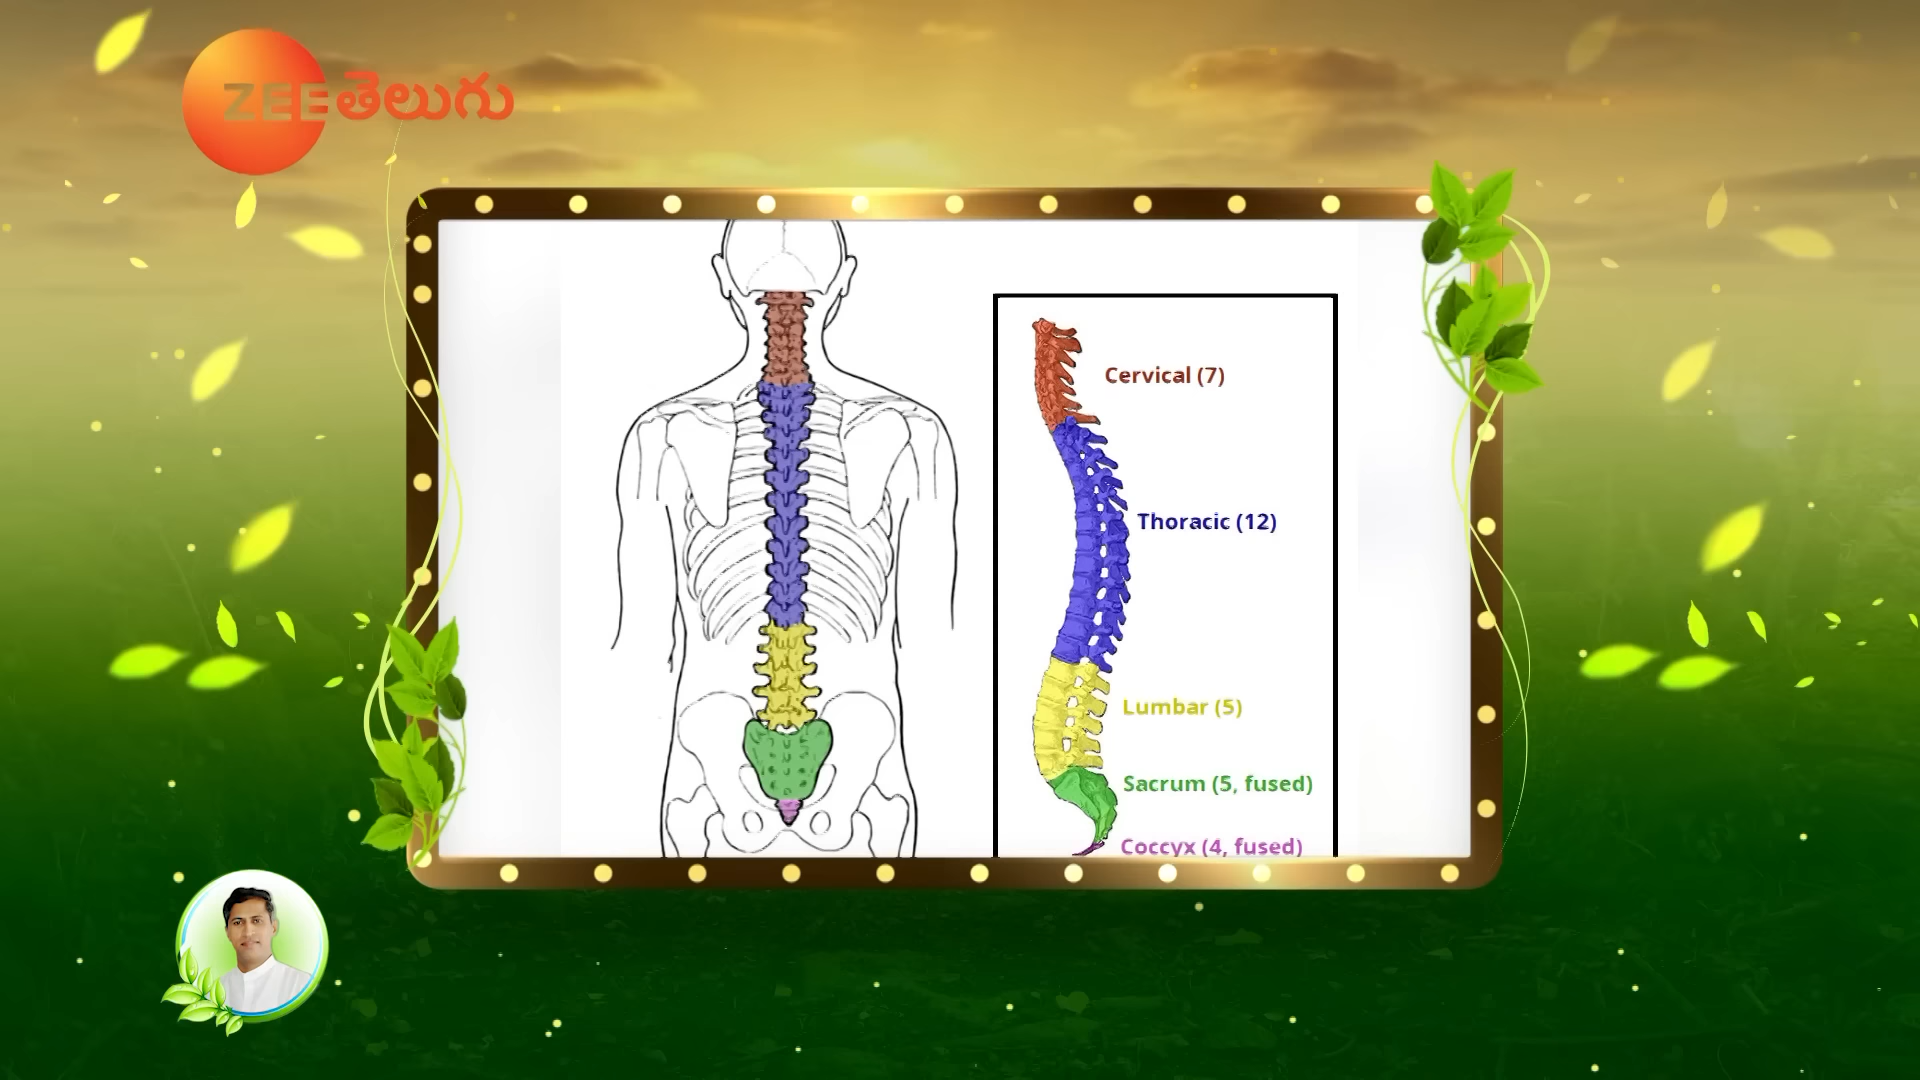 ZEE తెలుగు
Cervical (7)
Thoracic (12)
Lumbar (5)
Sacrum (5, fused)
Coccyx (4, fused)